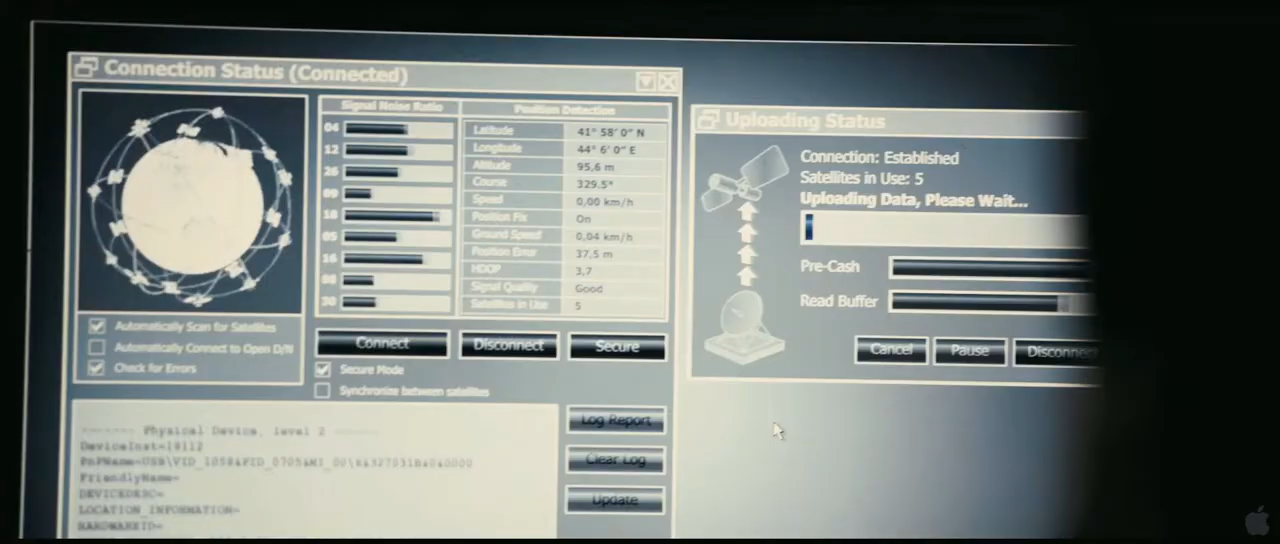 Connection Status (Connected)
Signal Noise Ratio
Position Detection
04
12
26
09
18
05
16
08
30
Latitude 41° 58' 0" N
Longitude 44° 6' 0" E
Altitude 95,6 m
Course 329.5°
Speed 0,00 km/h
Position Fix On
Ground Speed 0,04 km/h
Position Error 37,5 m
HDOP 3,7
Signal Quality Good
Satellites in Use 5
Automatically Scan for Satellites
Automatically Connect to Open D/N
Check for Errors
Connect
Disconnect
Secure
Secure Mode
Synchronize between satellites
Physical Device, level 2
DeviceInst=18112
FriendlyName=
DEVICEDESC=
LOCATION_INFORMATION=
HARDWAREID=
Log Report
Clear Log
Update
Uploading Status
Connection: Established
Satellites in Use: 5
Uploading Data, Please Wait...
Pre-Cash
Read Buffer
Cancel
Pause
Disconnect